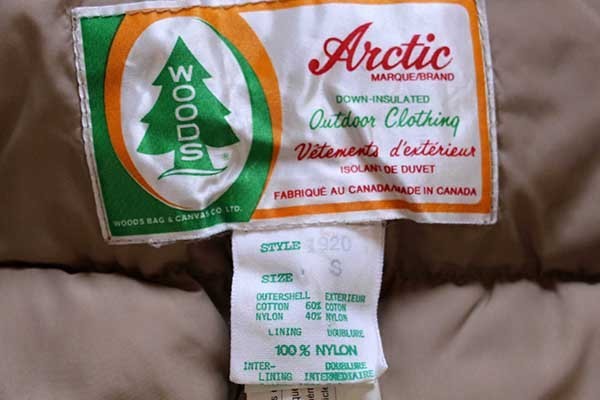 WOODS
WOODS BAG & CANVAS CO. LTD.
Arctic
MARQUE/BRAND
DOWN-INSULATED
Outdoor Clothing
Vêtements d'extérieur
ISOLANT DE DUVET
FABRIQUÉ AU CANADA/MADE IN CANADA
STYLE 1920
SIZE S
OUTERSHELL EXTERIEUR
COTTON 60% COTON
NYLON 40% NYLON
LINING DOUBLURE
100% NYLON
INTER- DOUBLURE
LINING INTERMEDIAIRE